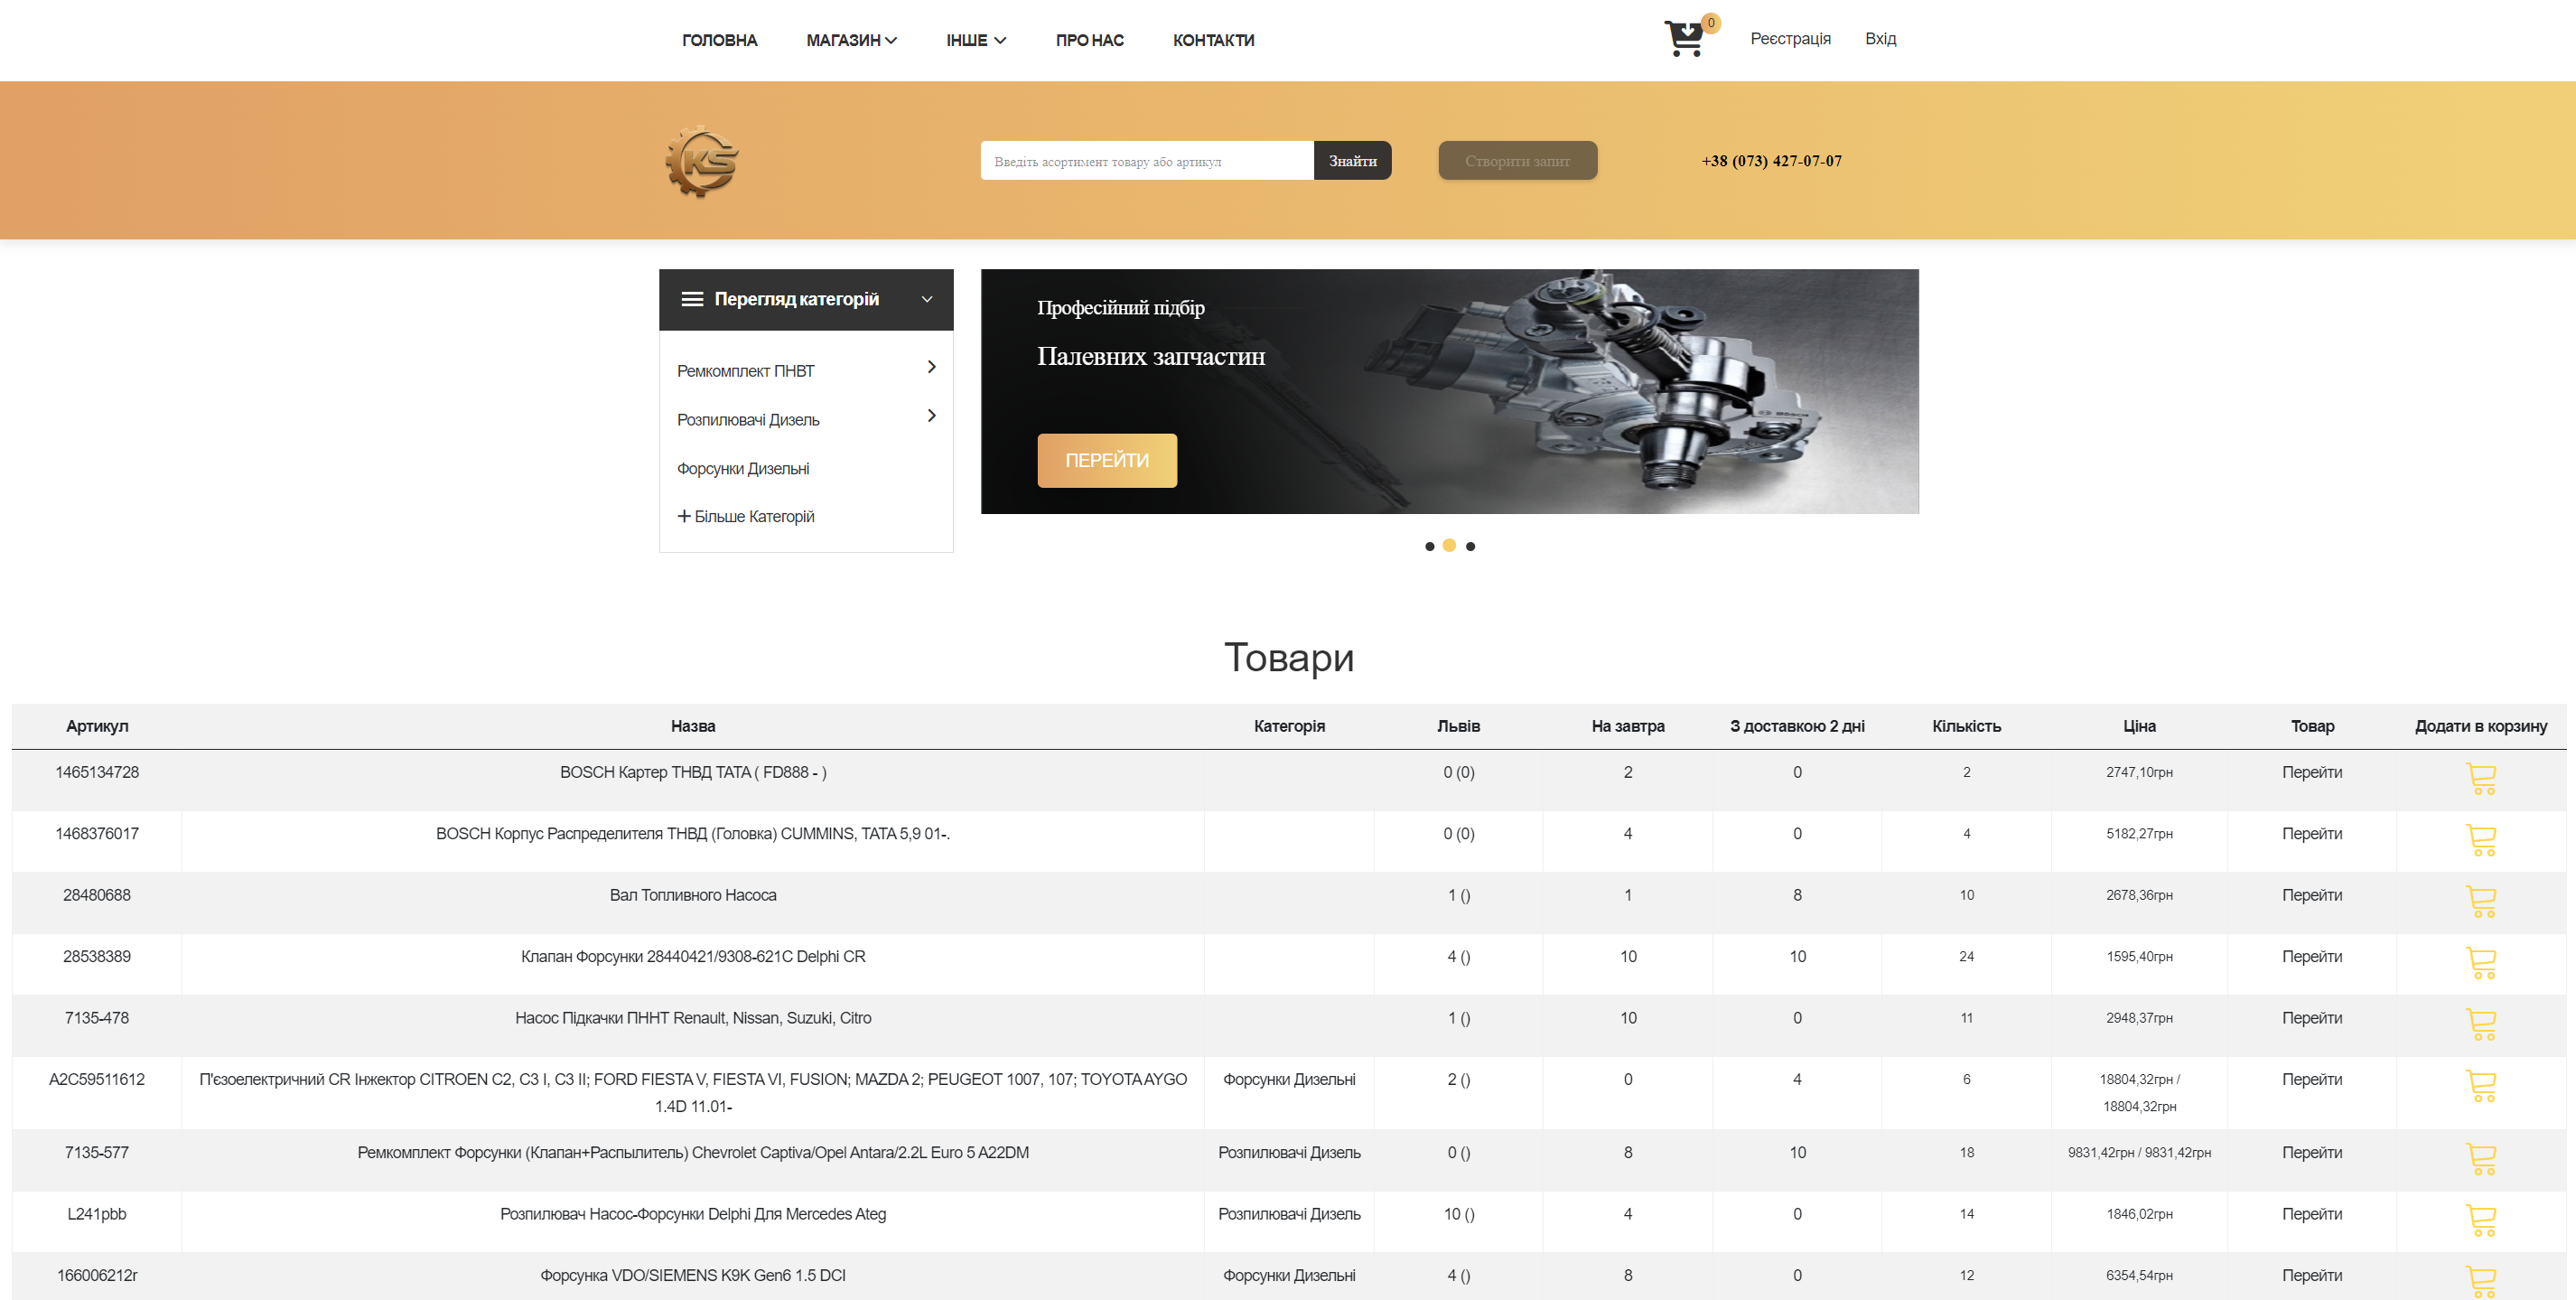 ГОЛОВНА МАГАЗИН ІНШЕ ПРО НАС КОНТАКТИ 0 Реєстрація Вхід
KS Введіть асортимент товару або артикул Знайти Створити запит +38 (073) 427-07-07
Перегляд категорій
Ремкомплект ПНВТ
Розпилювачі Дизель
Форсунки Дизельні
Більше Категорій
Професійний підбір
Палевних запчастин
ПЕРЕЙТИ
BOSCH
Товари
Артикул Назва Категорія Львів На завтра З доставкою 2 дні Кількість Ціна Товар Додати в корзину
1465134728 BOSCH Картер ТНВД TATA ( FD888 - ) 0 (0) 2 0 2 2747,10грн Перейти
1468376017 BOSCH Корпус Распределителя ТНВД (Головка) CUMMINS, TATA 5,9 01-. 0 (0) 4 0 4 5182,27грн Перейти
28480688 Вал Топливного Насоса 1 () 1 8 10 2678,36грн Перейти
28538389 Клапан Форсунки 28440421/9308-621C Delphi CR 4 () 10 10 24 1595,40грн Перейти
7135-478 Насос Підкачки ПННТ Renault, Nissan, Suzuki, Citro 1 () 10 0 11 2948,37грн Перейти
A2C59511612 П'єзоелектричний CR Інжектор CITROEN C2, C3 I, C3 II; FORD FIESTA V, FIESTA VI, FUSION; MAZDA 2; PEUGEOT 1007, 107; TOYOTA AYGO Форсунки Дизельні 2 () 0 4 6 18804,32грн / Перейти
1.4D 11.01- 18804,32грн
7135-577 Ремкомплект Форсунки (Клапан+Распылитель) Chevrolet Captiva/Opel Antara/2.2L Euro 5 A22DM Розпилювачі Дизель 0 () 8 10 18 9831,42грн / 9831,42грн Перейти
L241pbb Розпилювач Насос-Форсунки Delphi Для Mercedes Ateg Розпилювачі Дизель 10 () 4 0 14 1846,02грн Перейти
166006212r Форсунка VDO/SIEMENS K9K Gen6 1.5 DCI Форсунки Дизельні 4 () 8 0 12 6354,54грн Перейти